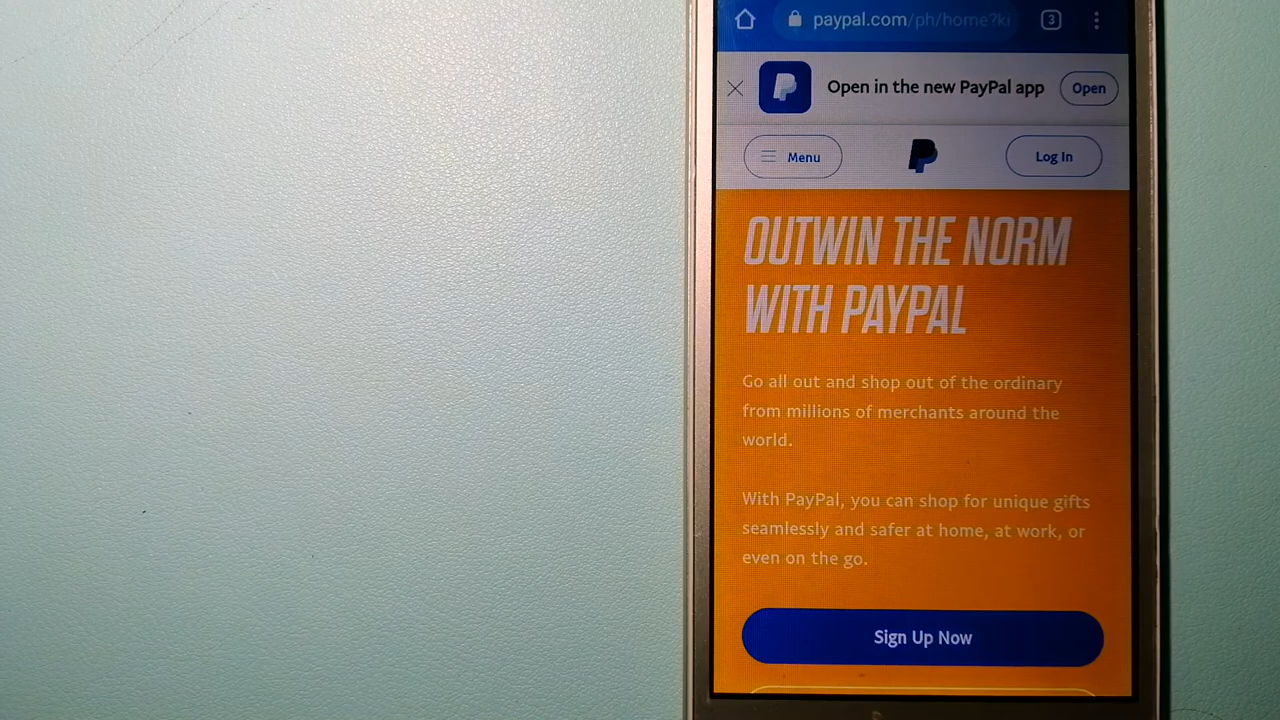 paypal.com/ph/home?ki
3
Open in the new PayPal app
Open
Menu
Log In
OUTWIN THE NORM
WITH PAYPAL
Go all out and shop out of the ordinary
from millions of merchants around the
world.
With PayPal, you can shop for unique gifts
seamlessly and safer at home, at work, or
even on the go.
Sign Up Now